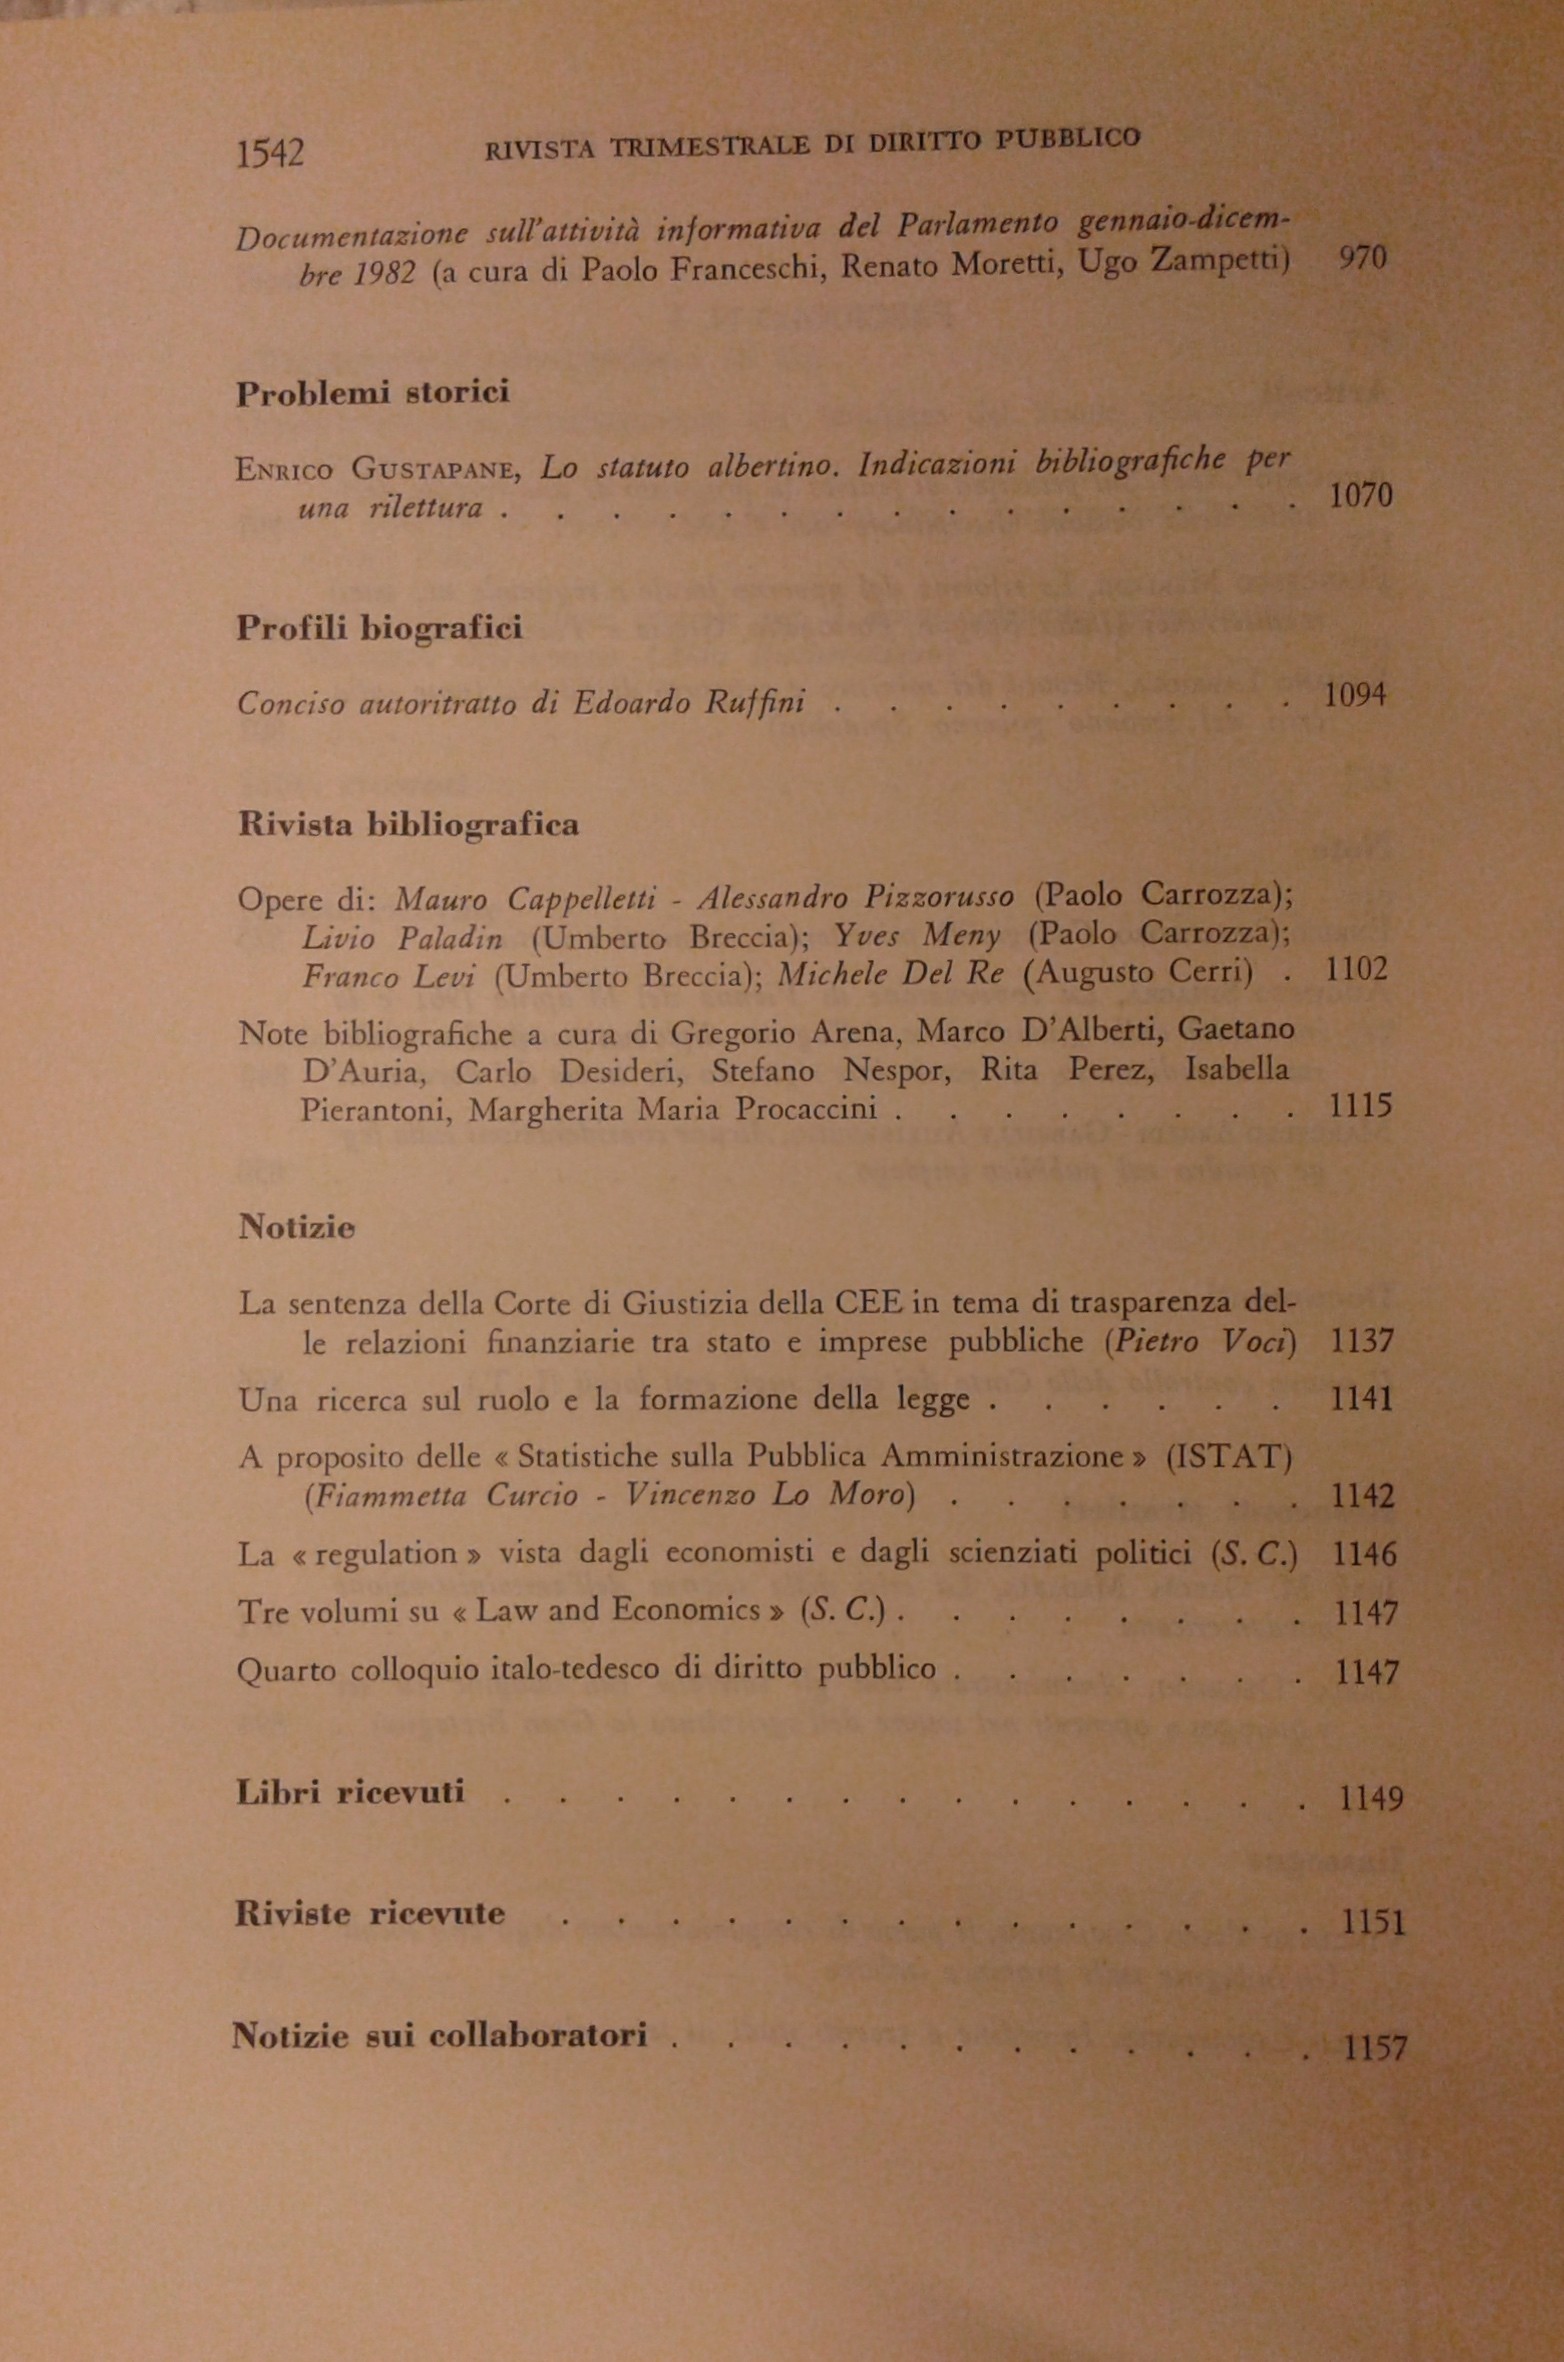 1542 RIVISTA TRIMESTRALE DI DIRITTO PUBBLICO
Documentazione sull'attività informativa del Parlamento gennaio-dicem-
bre 1982 (a cura di Paolo Franceschi, Renato Moretti, Ugo Zampetti) 970
Problemi storici
ENRICO GUSTAPANE, Lo statuto albertino. Indicazioni bibliografiche per
una rilettura . . . . . . . . . . . . . . . 1070
Profili biografici
Conciso autoritratto di Edoardo Ruffini . . . . . . . . . 1094
Rivista bibliografica
Opere di: Mauro Cappelletti - Alessandro Pizzorusso (Paolo Carrozza);
Livio Paladin (Umberto Breccia); Yves Meny (Paolo Carrozza);
Franco Levi (Umberto Breccia); Michele Del Re (Augusto Cerri) . 1102
Note bibliografiche a cura di Gregorio Arena, Marco D'Alberti, Gaetano
D'Auria, Carlo Desideri, Stefano Nespor, Rita Perez, Isabella
Pierantoni, Margherita Maria Procaccini . . . . . . . . 1115
Notizie
La sentenza della Corte di Giustizia della CEE in tema di trasparenza del-
le relazioni finanziarie tra stato e imprese pubbliche (Pietro Voci) 1137
Una ricerca sul ruolo e la formazione della legge . . . . . . 1141
A proposito delle « Statistiche sulla Pubblica Amministrazione » (ISTAT)
(Fiammetta Curcio - Vincenzo Lo Moro) . . . . . . . 1142
La « regulation » vista dagli economisti e dagli scienziati politici (S. C.) 1146
Tre volumi su « Law and Economics » (S. C.) . . . . . . . . 1147
Quarto colloquio italo-tedesco di diritto pubblico . . . . . . . 1147
Libri ricevuti . . . . . . . . . . . . . . . 1149
Riviste ricevute . . . . . . . . . . . . . . 1151
Notizie sui collaboratori . . . . . . . . . . . . 1157